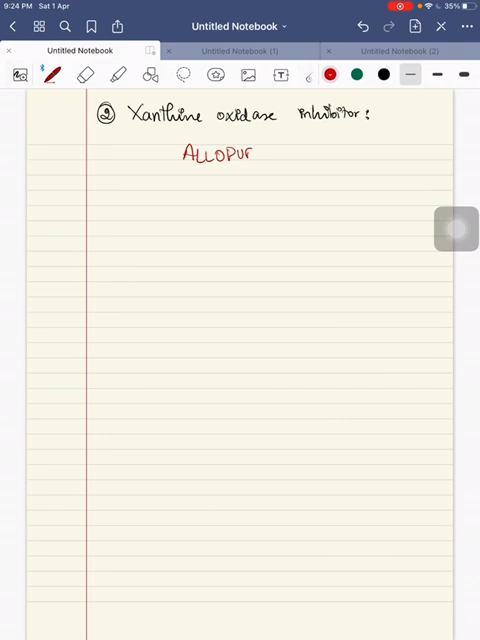 9:24 PM Sat 1 Apr 35%
Untitled Notebook
Untitled Notebook Untitled Notebook (1) Untitled Notebook (2)
② Xanthine oxidase inhibitor :
ALLOPUR